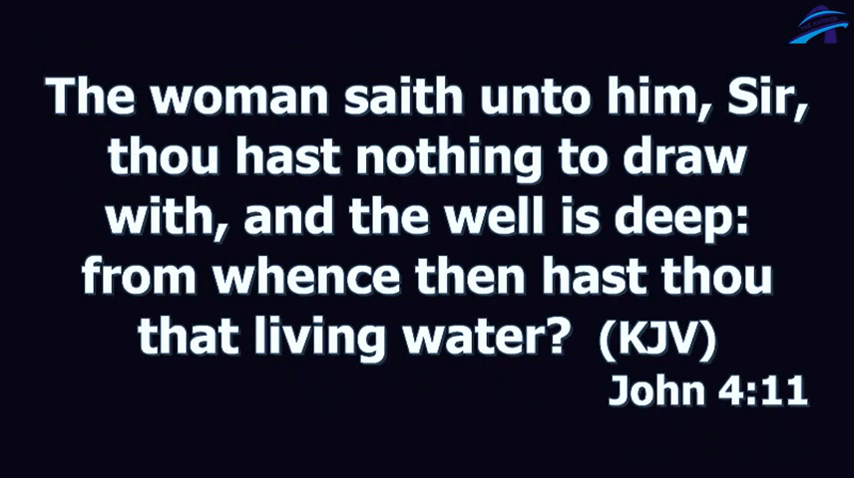 The woman saith unto him, Sir,
thou hast nothing to draw
with, and the well is deep:
from whence then hast thou
that living water? (KJV)
John 4:11